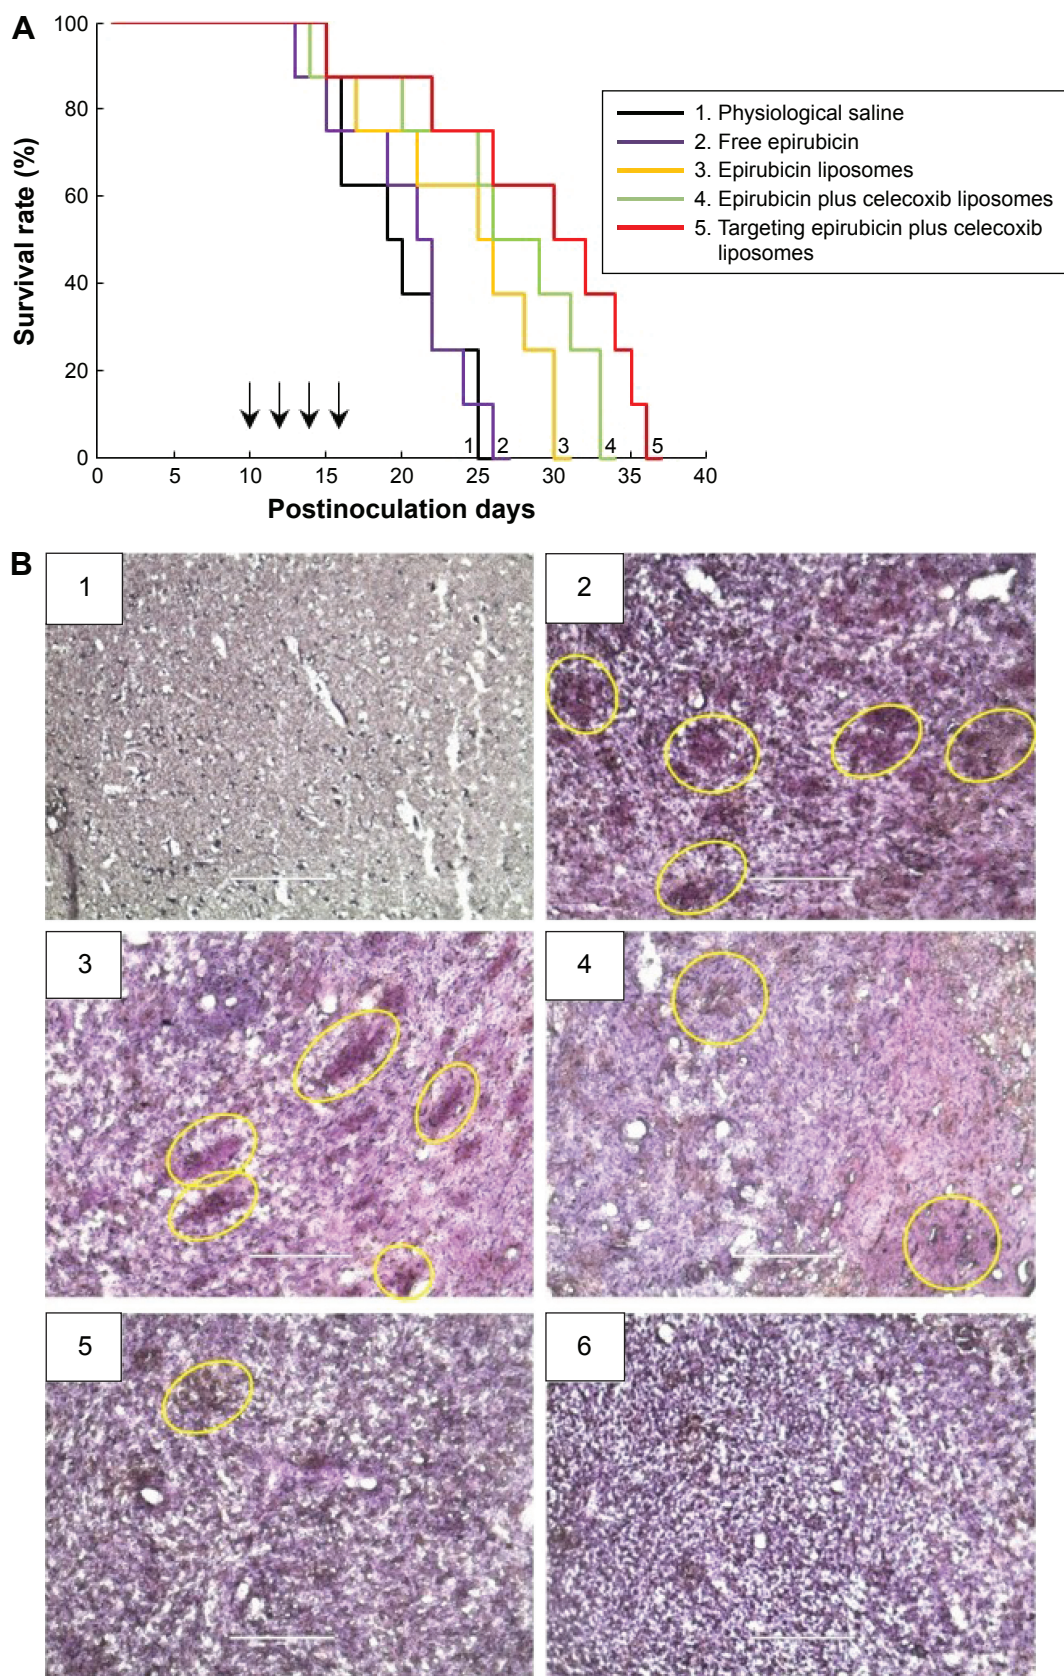 A
100
80
60
40
20
0
Survival rate (%)
0 5 10 15 20 25 30 35 40
Postinoculation days
1 2 3 4 5
1. Physiological saline
2. Free epirubicin
3. Epirubicin liposomes
4. Epirubicin plus celecoxib liposomes
5. Targeting epirubicin plus celecoxib
liposomes
B
1
2
3
4
5
6